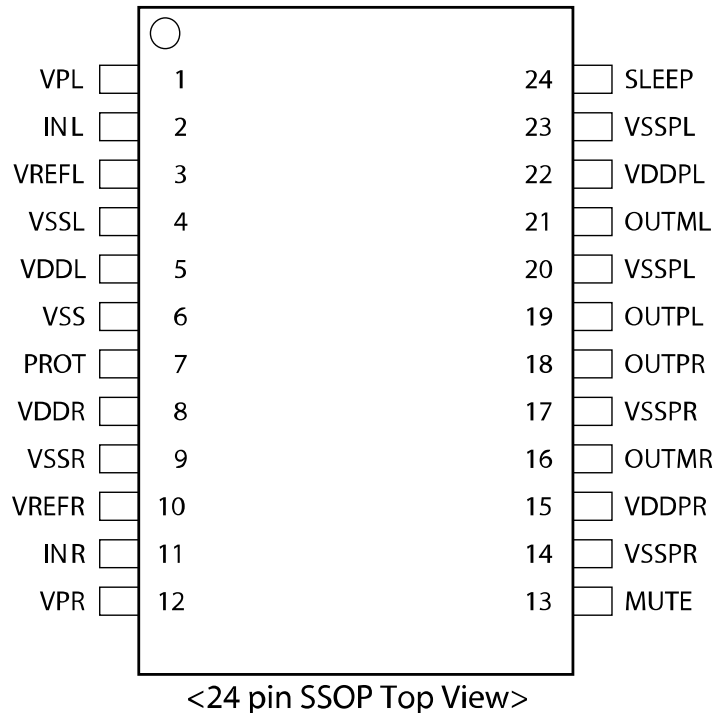 VPL 1 24 SLEEP
INL 2 23 VSSPL
VREFL 3 22 VDDPL
VSSL 4 21 OUTML
VDDL 5 20 VSSPL
VSS 6 19 OUTPL
PROT 7 18 OUTPR
VDDR 8 17 VSSPR
VSSR 9 16 OUTMR
VREFR 10 15 VDDPR
INR 11 14 VSSPR
VPR 12 13 MUTE
<24 pin SSOP Top View>